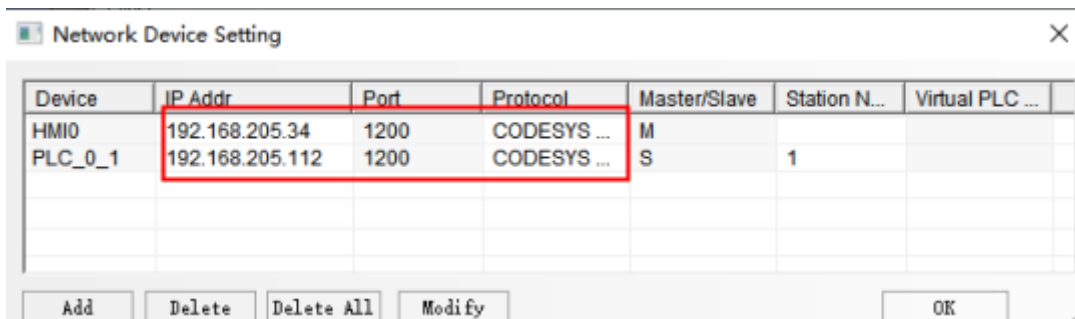 Network Device Setting
Device IP Addr Port Protocol Master/Slave Station N... Virtual PLC ...
HMI0 192.168.205.34 1200 CODESYS ... M
PLC_0_1 192.168.205.112 1200 CODESYS ... S 1
Add Delete Delete All Modify OK